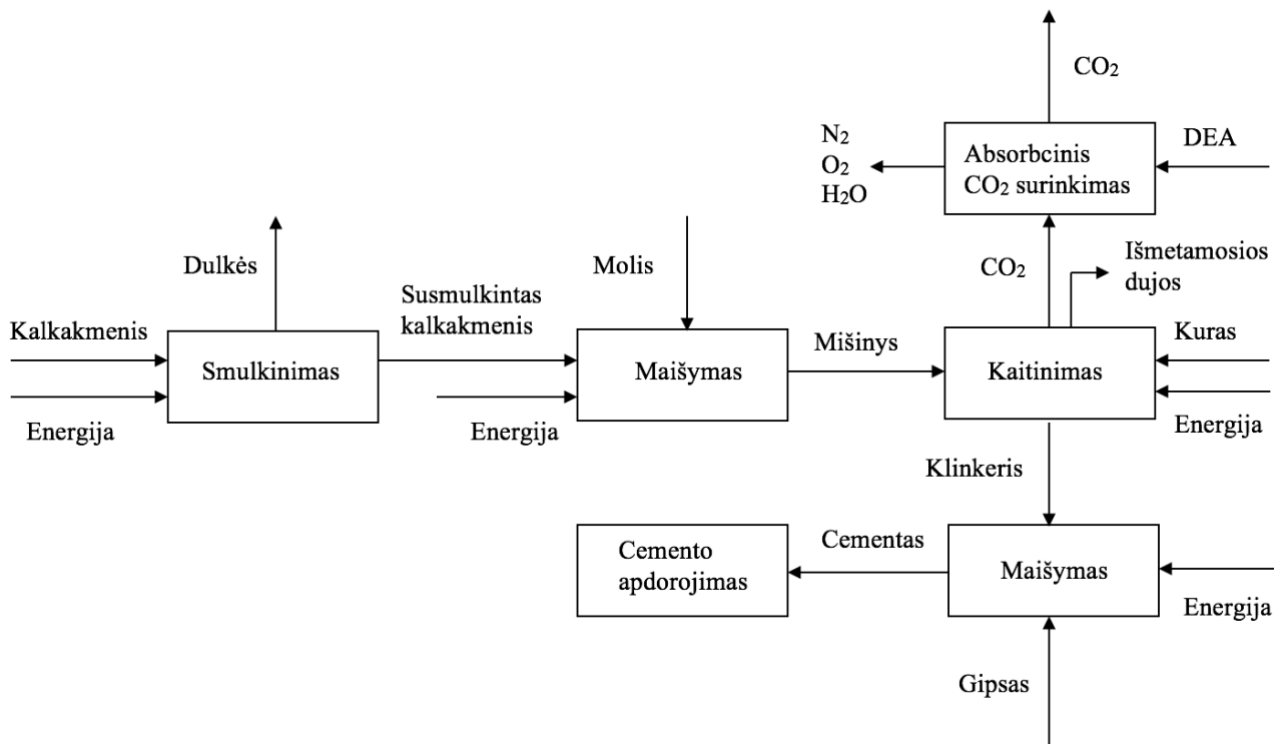 CO₂
N₂
O₂
H₂O
Absorbcinis
CO₂ surinkimas
DEA
Dulkės
Molis
CO₂
Išmetamosios
dujos
Susmulkintas
kalkakmenis
Kalkakmenis
Smulkinimas
Maišymas
Mišinys
Kaitinimas
Kuras
Energija
Energija
Energija
Klinkeris
Cemento
apdorojimas
Cementas
Maišymas
Energija
Gipsas